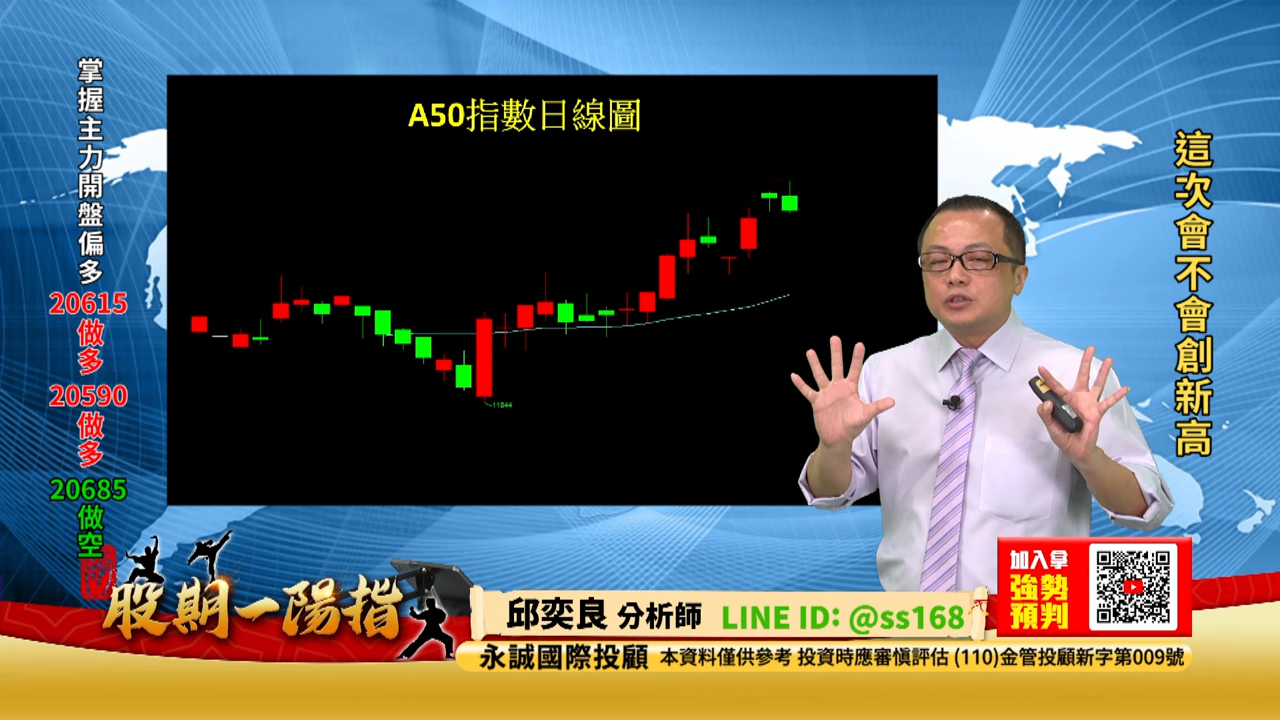 A50指數日線圖
11844
掌握主力開盤偏多
20615
做多
20590
做多
20685
做空
這次會不會創新高
股期一陽指
邱奕良 分析師 LINE ID: @ss168
加入拿
強勢
預判
永誠國際投顧 本資料僅供參考 投資時應審慎評估 (110)金管投顧新字第009號